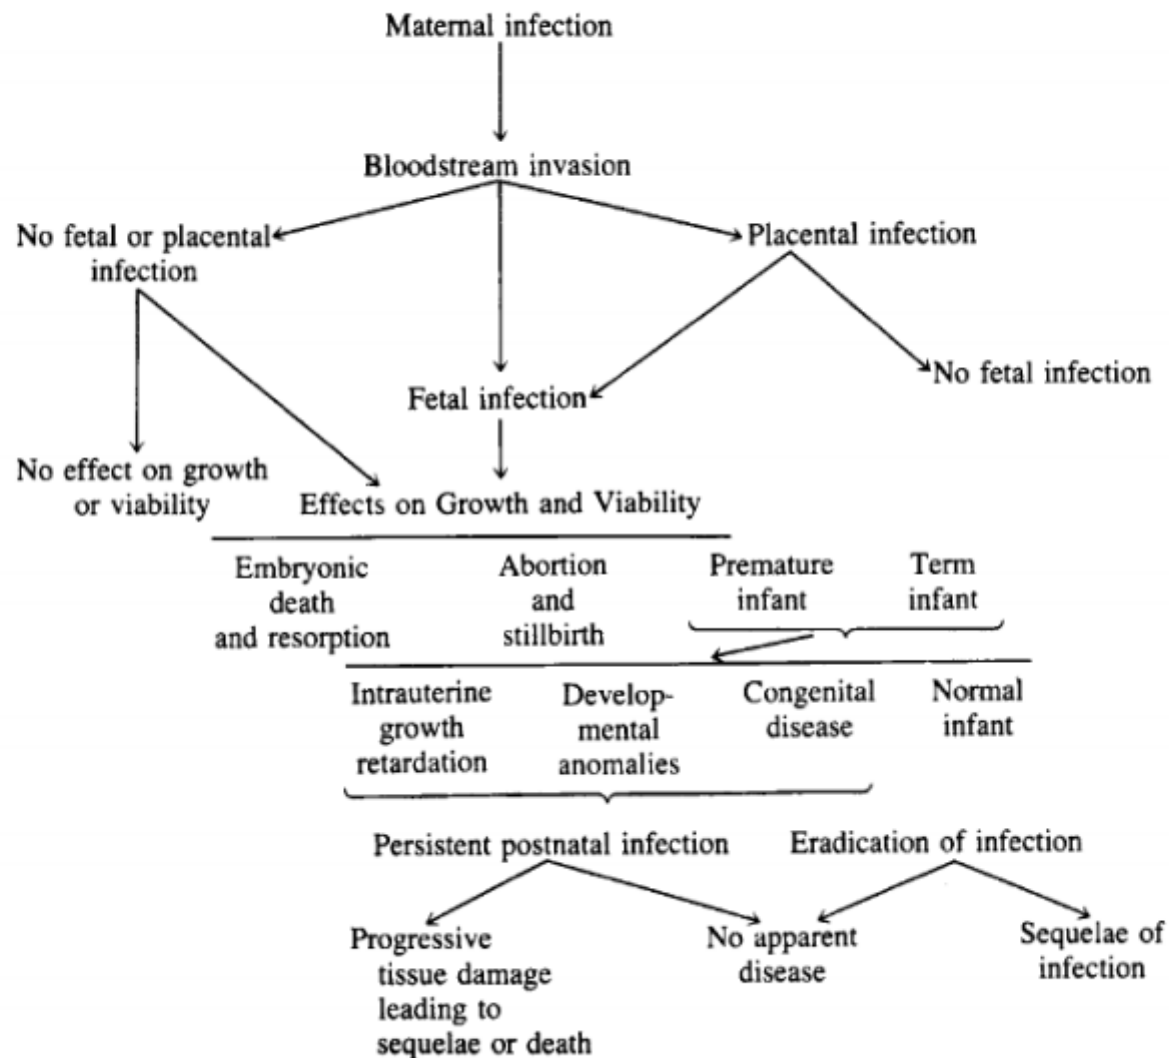 Maternal infection
Bloodstream invasion
No fetal or placental
infection
Placental infection
No fetal infection
Fetal infection
No effect on growth
or viability
Effects on Growth and Viability
Embryonic
death
and resorption
Abortion
and
stillbirth
Premature
infant
Term
infant
Intrauterine
growth
retardation
Develop-
mental
anomalies
Congenital
disease
Normal
infant
Persistent postnatal infection
Eradication of infection
Progressive
tissue damage
leading to
sequelae or death
No apparent
disease
Sequelae of
infection